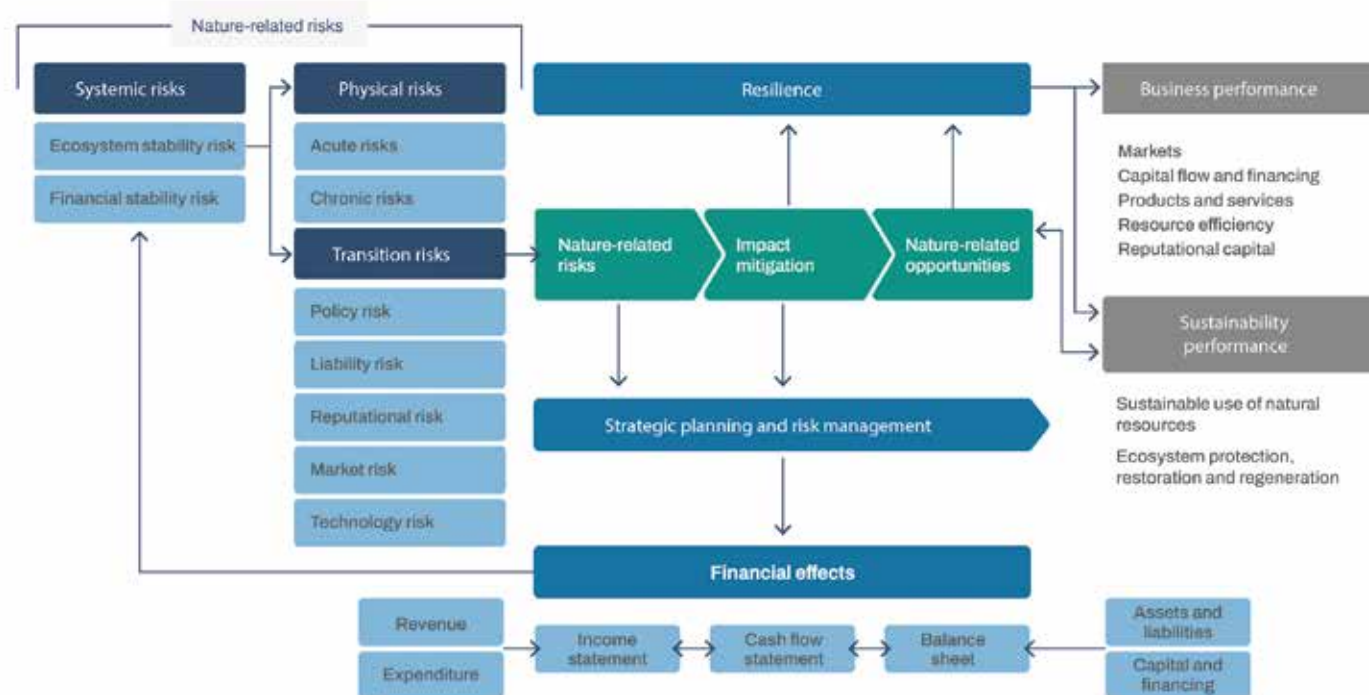 Nature-related risks
Systemic risks
Ecosystem stability risk
Financial stability risk
Physical risks
Acute risks
Chronic risks
Transition risks
Policy risk
Liability risk
Reputational risk
Market risk
Technology risk
Resilience
Nature-related
risks
Impact
mitigation
Nature-related
opportunities
Strategic planning and risk management
Financial effects
Business performance
Markets
Capital flow and financing
Products and services
Resource efficiency
Reputational capital
Sustainability
performance
Sustainable use of natural
resources
Ecosystem protection,
restoration and regeneration
Revenue
Expenditure
Income
statement
Cash flow
statement
Balance
sheet
Assets and
liabilities
Capital and
financing